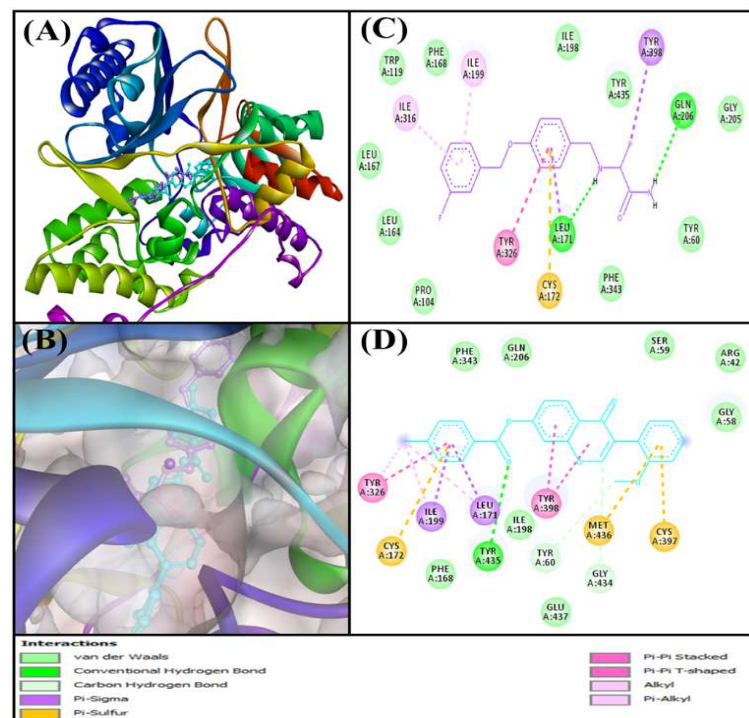 (A)
(B)
(C)
ILE
A:198
TYR
A:398
TRP
A:119
PHE
A:168
ILE
A:199
TYR
A:435
GLN
A:206
GLY
A:205
ILE
A:316
LEU
A:167
LEU
A:164
PRO
A:104
TYR
A:326
LEU
A:171
CYS
A:172
PHE
A:343
TYR
A:60
O
N
H
N
H
H
O
F
(D)
PHE
A:343
GLN
A:206
SER
A:59
ARG
A:42
GLY
A:58
TYR
A:326
ILE
A:199
LEU
A:171
TYR
A:398
CYS
A:172
PHE
A:168
TYR
A:435
ILE
A:198
TYR
A:60
GLY
A:434
MET
A:436
CYS
A:397
GLU
A:437
Interactions
van der Waals
Conventional Hydrogen Bond
Carbon Hydrogen Bond
Pi-Sigma
Pi-Sulfur
Pi-Pi Stacked
Pi-Pi T-shaped
Alkyl
Pi-Alkyl